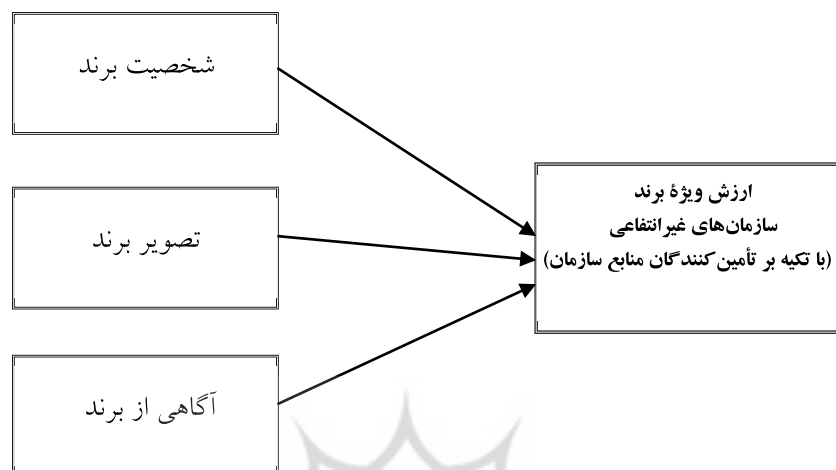 شخصیت برند
تصویر برند
آگاهی از برند
ارزش ویژۀ برند
سازمان‌های غیرانتفاعی
(با تکیه بر تأمین‌کنندگان منابع سازمان)